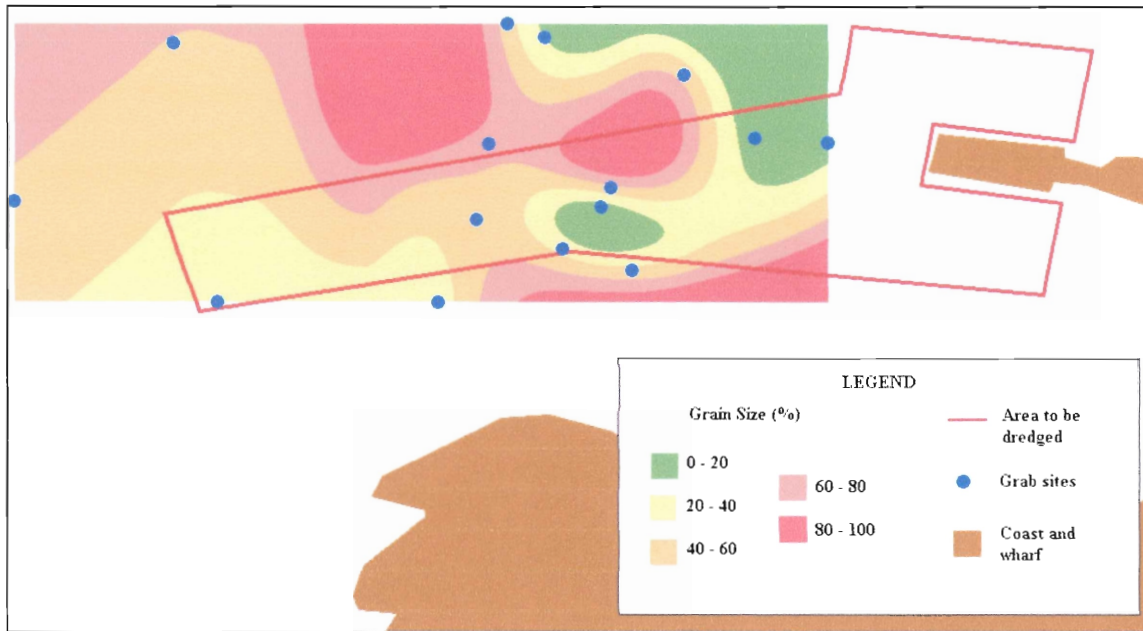 LEGEND
Grain Size (%)
0 - 20
20 - 40
40 - 60
60 - 80
80 - 100
Area to be
dredged
Grab sites
Coast and
wharf